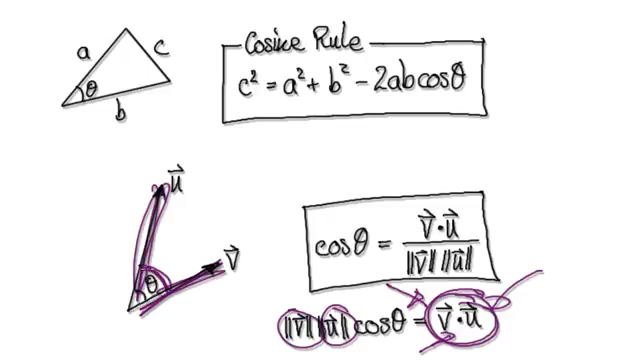 a
c
θ
b
Cosine Rule
c² = a² + b² − 2ab cosθ
u⃗
v⃗
θ
cosθ = v⃗·u⃗ / ‖v⃗‖ ‖u⃗‖
‖v⃗‖ ‖u⃗‖ cosθ = v⃗·u⃗